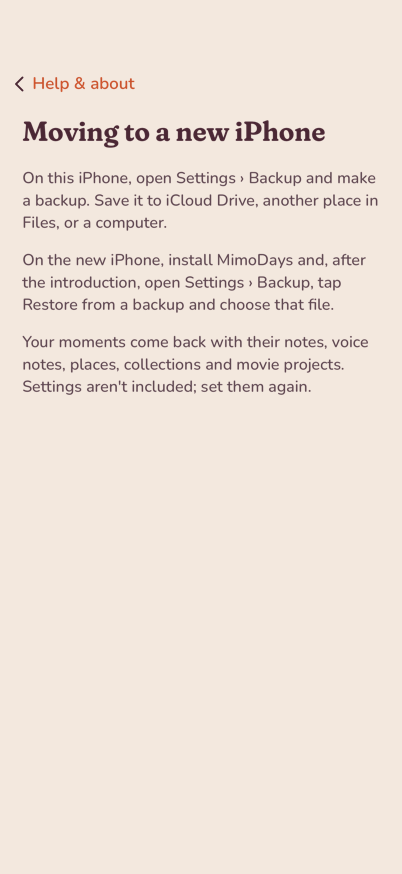 Help & about
Moving to a new iPhone
On this iPhone, open Settings › Backup and make
a backup. Save it to iCloud Drive, another place in
Files, or a computer.
On the new iPhone, install MimoDays and, after
the introduction, open Settings › Backup, tap
Restore from a backup and choose that file.
Your moments come back with their notes, voice
notes, places, collections and movie projects.
Settings aren't included; set them again.